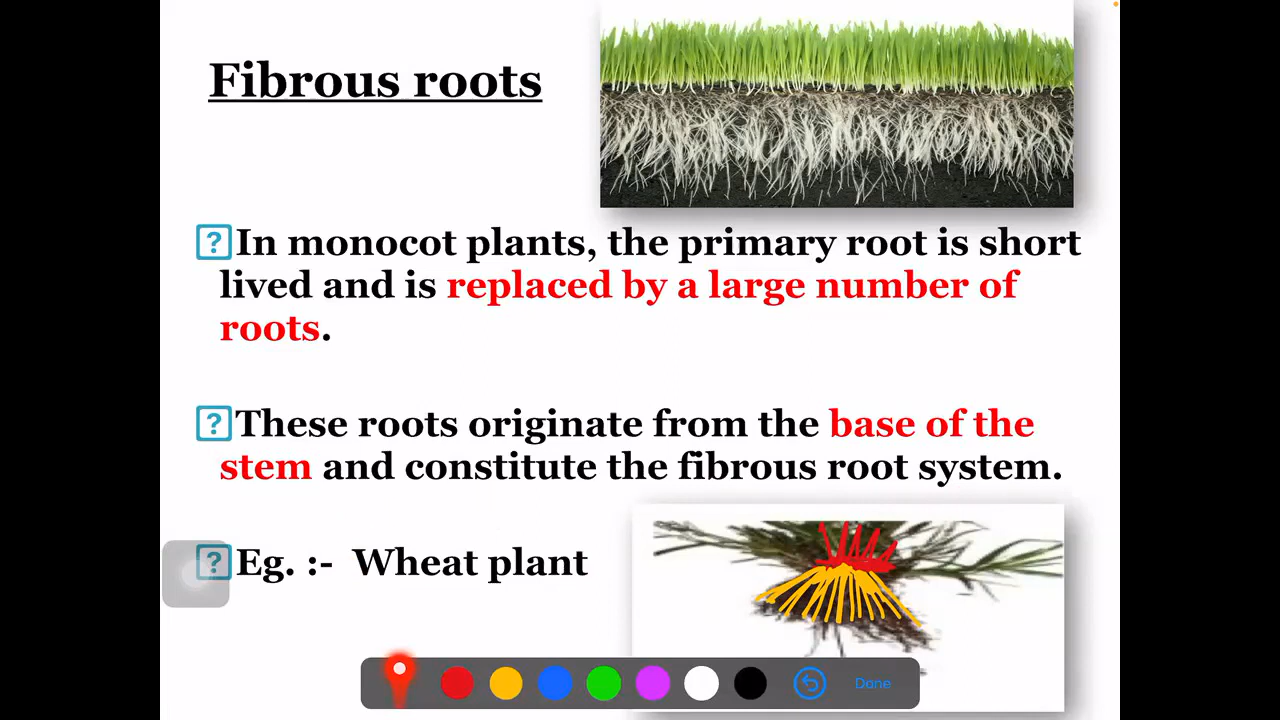 Fibrous roots
In monocot plants, the primary root is short
lived and is replaced by a large number of
roots.
These roots originate from the base of the
stem and constitute the fibrous root system.
Eg. :- Wheat plant
Done